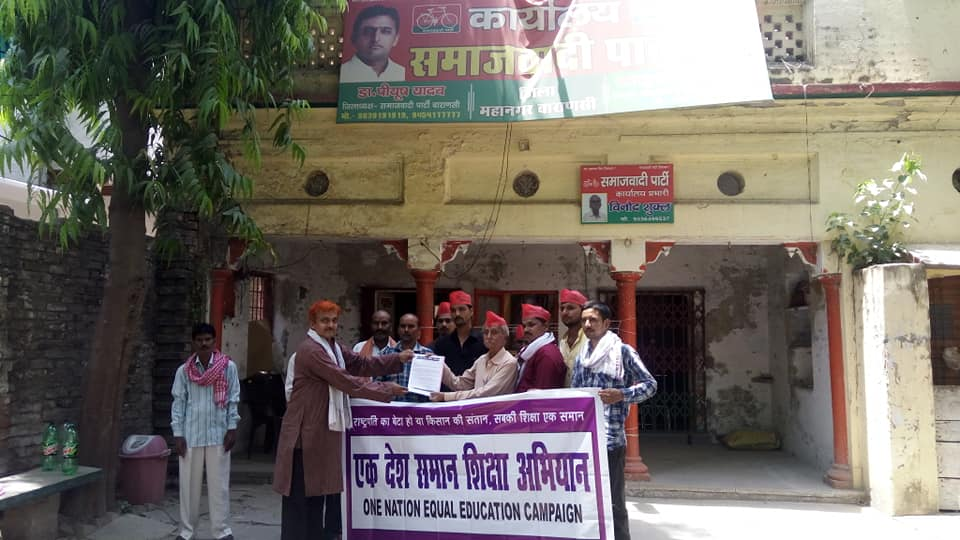 कार्यालय
समाजवादी पार्टी
डा. पीयूष यादव
जिला
जिलाध्यक्ष- समाजवादी पार्टी वाराणसी
महानगर वाराणसी
समाजवादी पार्टी
कार्यालय प्रभारी
विनोद शुक्ल
राष्ट्रपति का बेटा हो या किसान की संतान, सबकी शिक्षा एक समान
एक देश समान शिक्षा अभियान
ONE NATION EQUAL EDUCATION CAMPAIGN